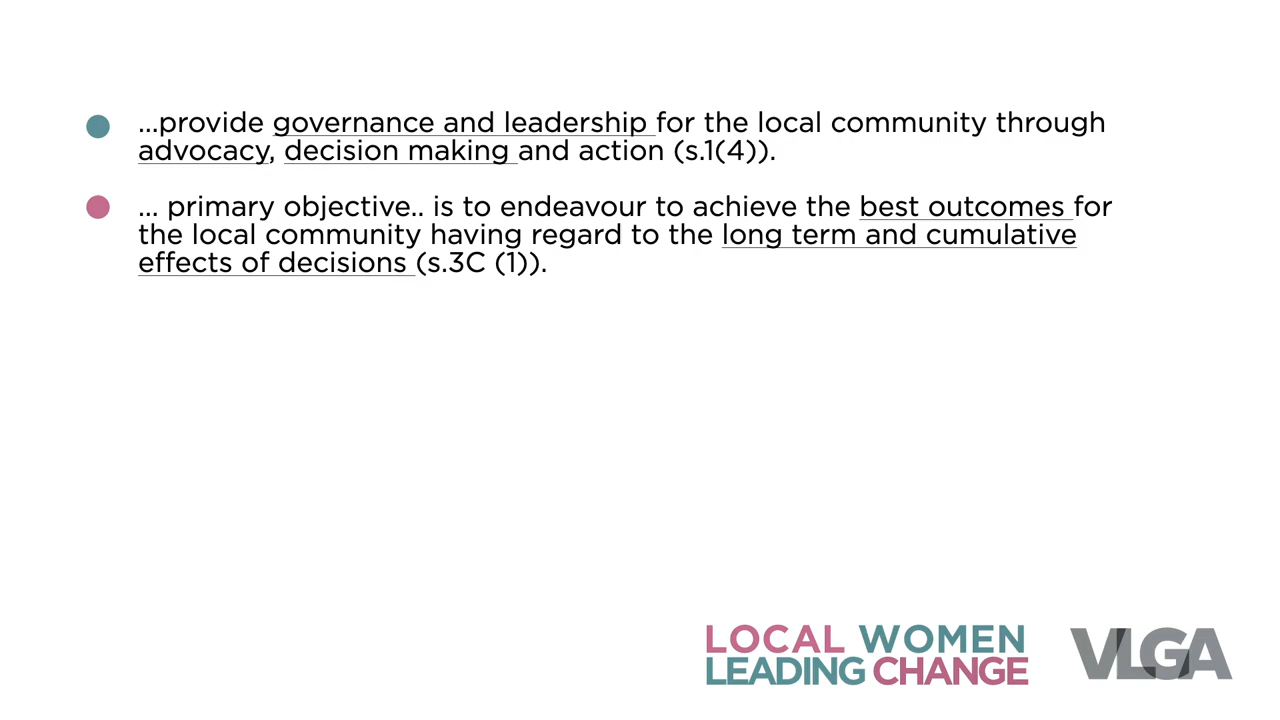 ...provide governance and leadership for the local community through
advocacy, decision making and action (s.1(4)).
... primary objective.. is to endeavour to achieve the best outcomes for
the local community having regard to the long term and cumulative
effects of decisions (s.3C (1)).
LOCAL WOMEN
LEADING CHANGE
VLGA